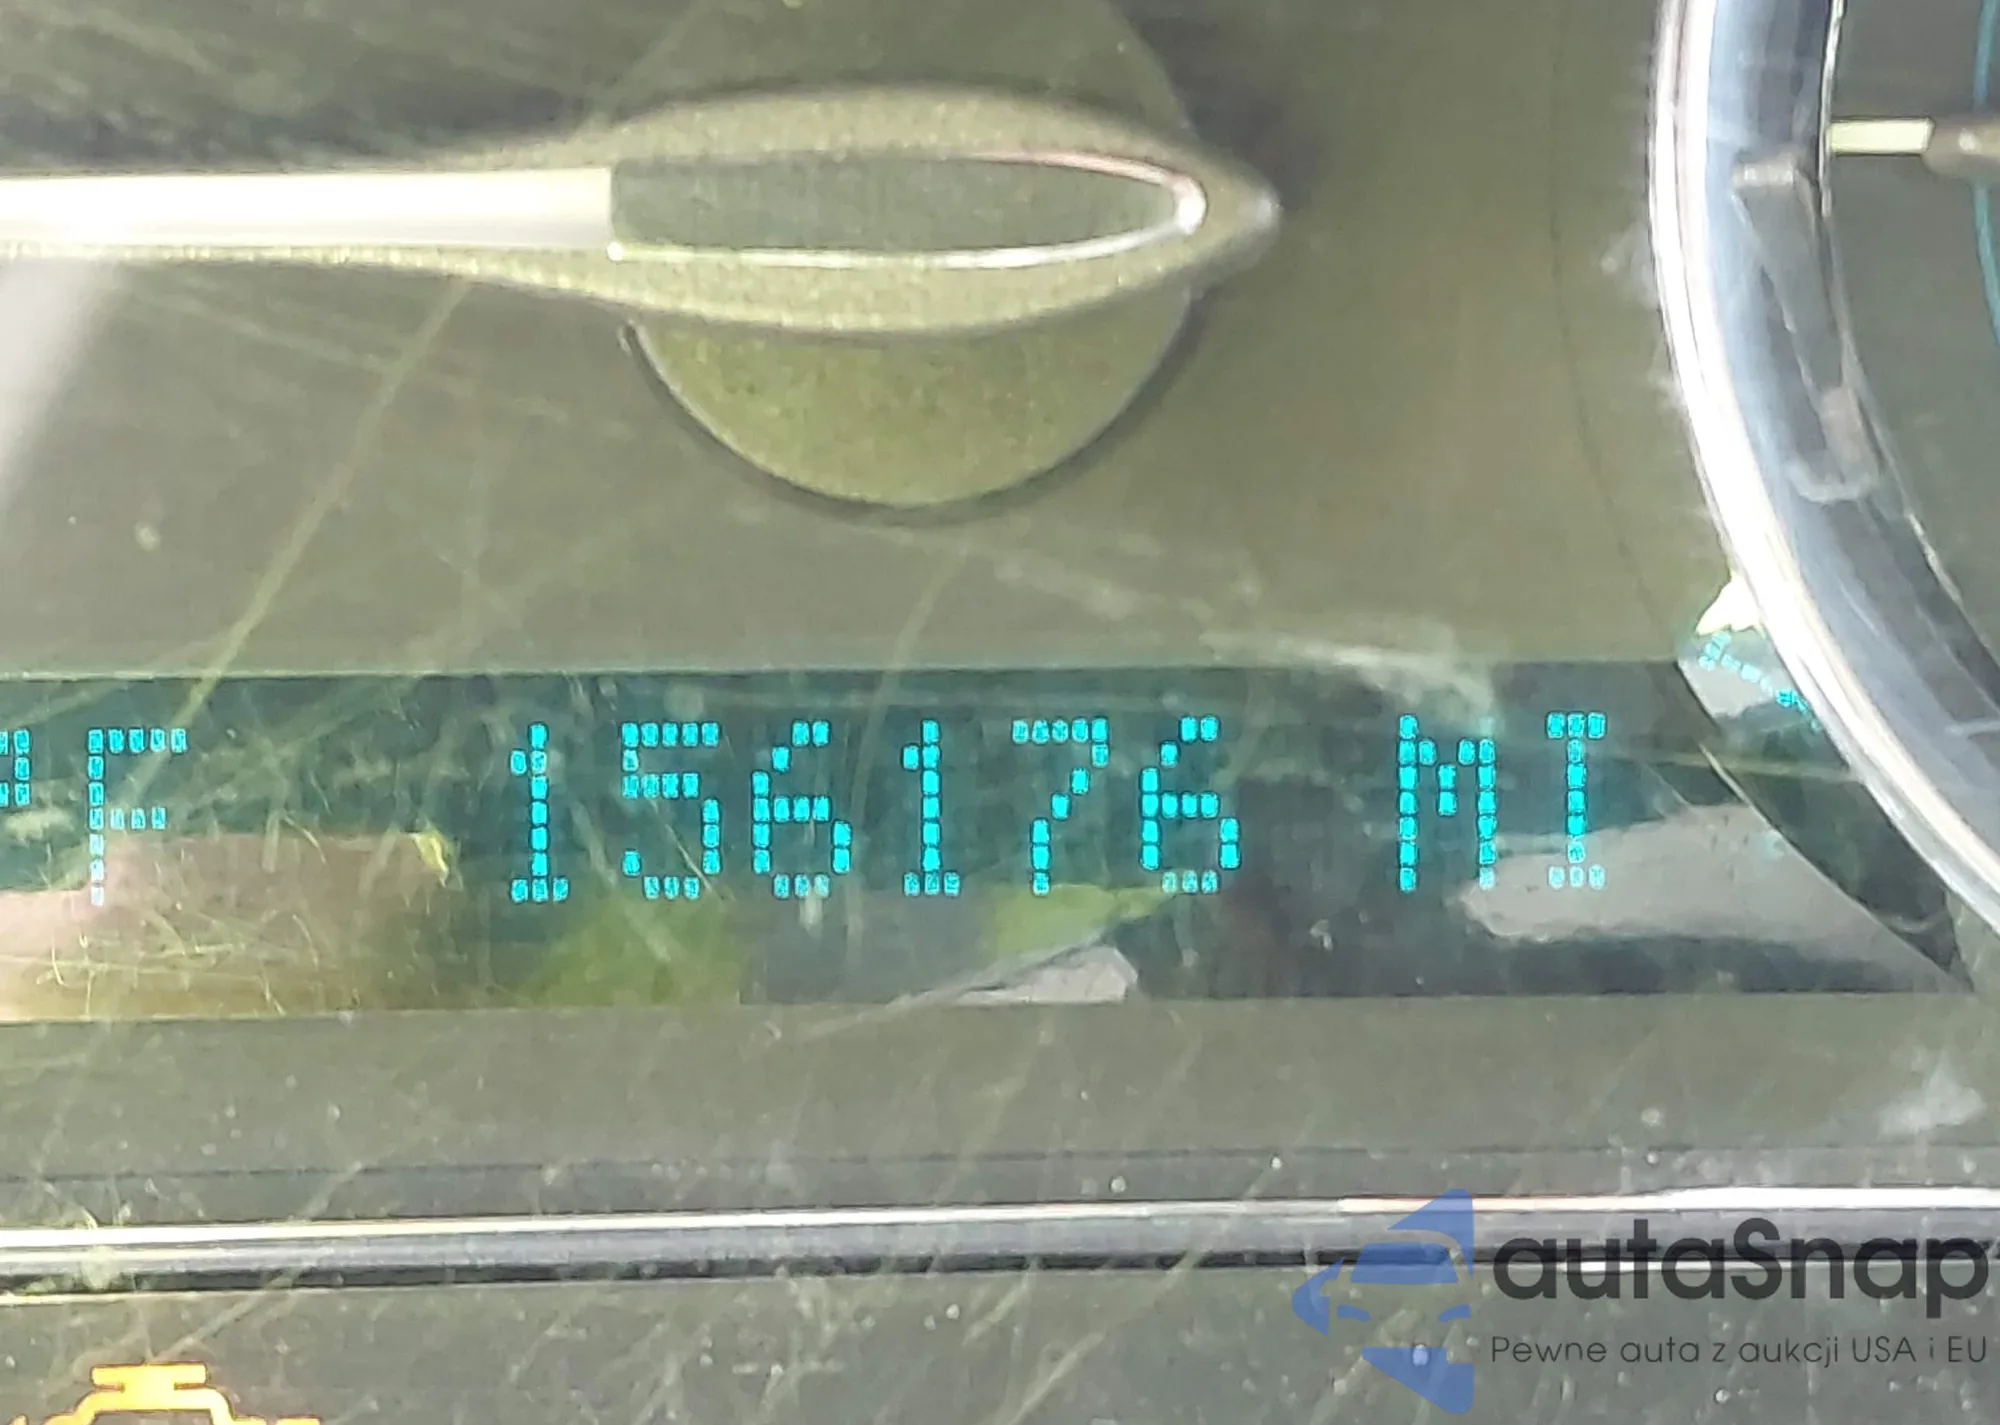 °F 156176 MI
autaSnap
Pewne auta z aukcji USA i EU